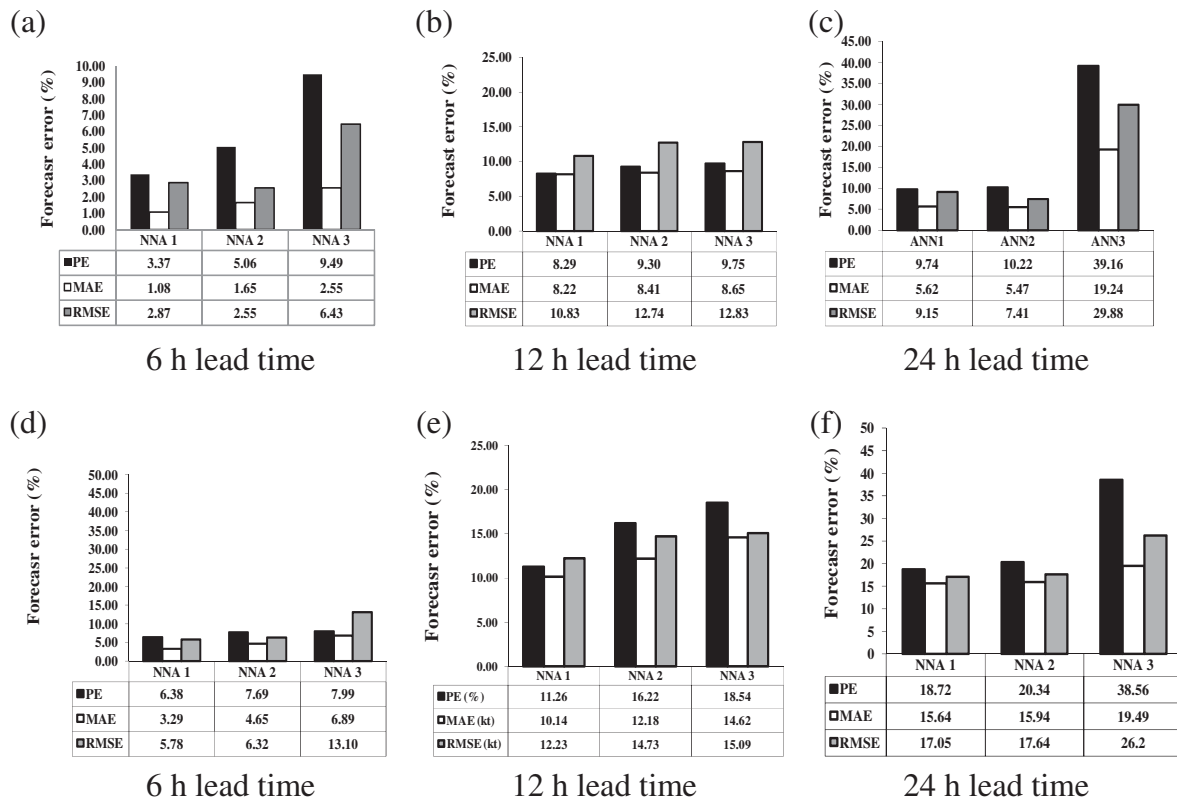 (a)
Forecasr error (%)
10.00
9.00
8.00
7.00
6.00
5.00
4.00
3.00
2.00
1.00
0.00
NNA 1 NNA 2 NNA 3
PE 3.37 5.06 9.49
MAE 1.08 1.65 2.55
RMSE 2.87 2.55 6.43
6 h lead time
(b)
Forecast error (%)
25.00
20.00
15.00
10.00
5.00
0.00
NNA 1 NNA 2 NNA 3
PE 8.29 9.30 9.75
MAE 8.22 8.41 8.65
RMSE 10.83 12.74 12.83
12 h lead time
(c)
Forecast error (%)
45.00
40.00
35.00
30.00
25.00
20.00
15.00
10.00
5.00
0.00
ANN1 ANN2 ANN3
PE 9.74 10.22 39.16
MAE 5.62 5.47 19.24
RMSE 9.15 7.41 29.88
24 h lead time
(d)
Forecasr error (%)
50.00
45.00
40.00
35.00
30.00
25.00
20.00
15.00
10.00
5.00
0.00
NNA 1 NNA 2 NNA 3
PE 6.38 7.69 7.99
MAE 3.29 4.65 6.89
RMSE 5.78 6.32 13.10
6 h lead time
(e)
Forecasr error (%)
25.00
20.00
15.00
10.00
5.00
0.00
NNA 1 NNA 2 NNA 3
PE (%) 11.26 16.22 18.54
MAE (kt) 10.14 12.18 14.62
RMSE (kt) 12.23 14.73 15.09
12 h lead time
(f)
Forecasr error (%)
50
45
40
35
30
25
20
15
10
5
0
NNA 1 NNA 2 NNA 3
PE 18.72 20.34 38.56
MAE 15.64 15.94 19.49
RMSE 17.05 17.64 26.2
24 h lead time